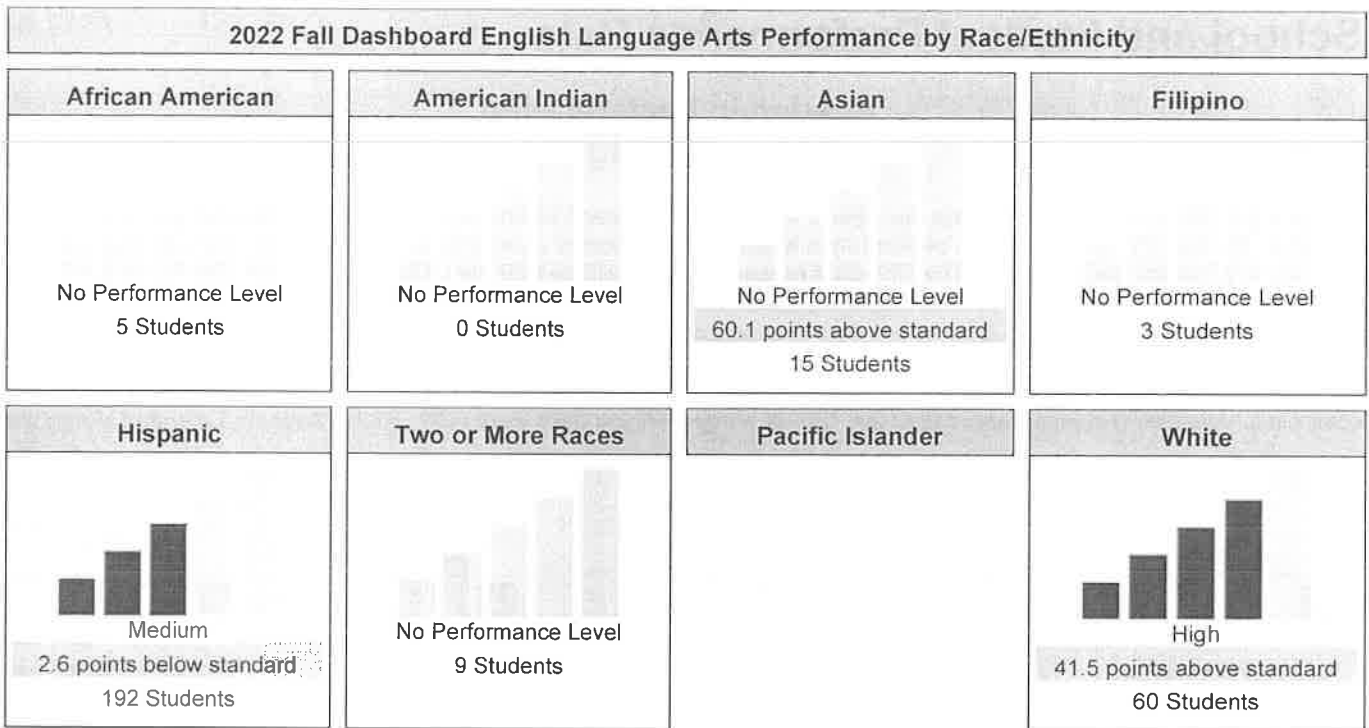 2022 Fall Dashboard English Language Arts Performance by Race/Ethnicity
African American
No Performance Level
5 Students
American Indian
No Performance Level
0 Students
Asian
No Performance Level
60.1 points above standard
15 Students
Filipino
No Performance Level
3 Students
Hispanic
Medium
2.6 points below standard
192 Students
Two or More Races
No Performance Level
9 Students
Pacific Islander
White
High
41.5 points above standard
60 Students